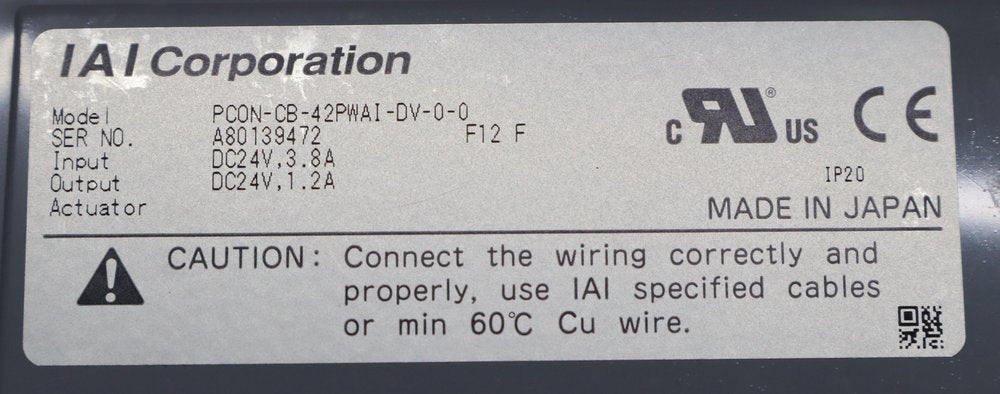 IAI Corporation
Model PCON-CB-42PWAI-DV-0-0
SER NO. A80139472 F12 F
Input DC24V,3.8A
Output DC24V,1.2A
Actuator
c RU® US CE
IP20
MADE IN JAPAN
CAUTION: Connect the wiring correctly and
properly, use IAI specified cables
or min 60℃ Cu wire.